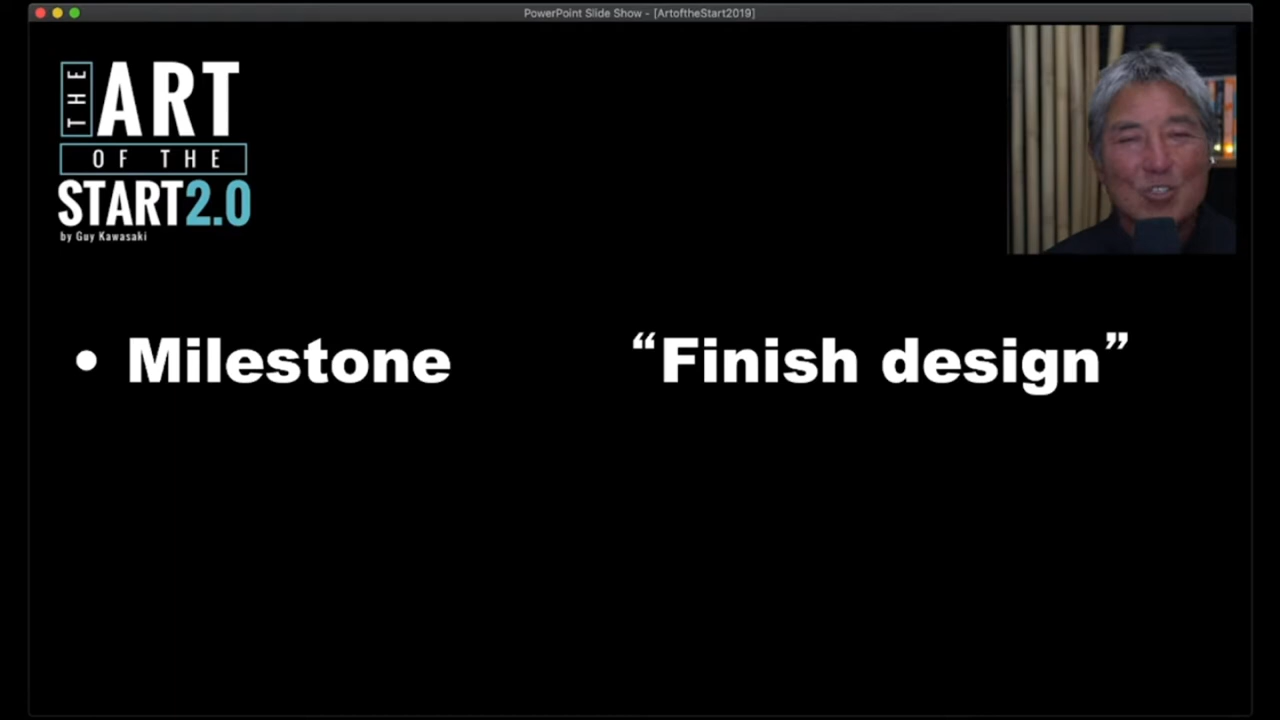 PowerPoint Slide Show - [ArtoftheStart2019]
THE ART
OF THE
START2.0
by Guy Kawasaki
• Milestone “Finish design”